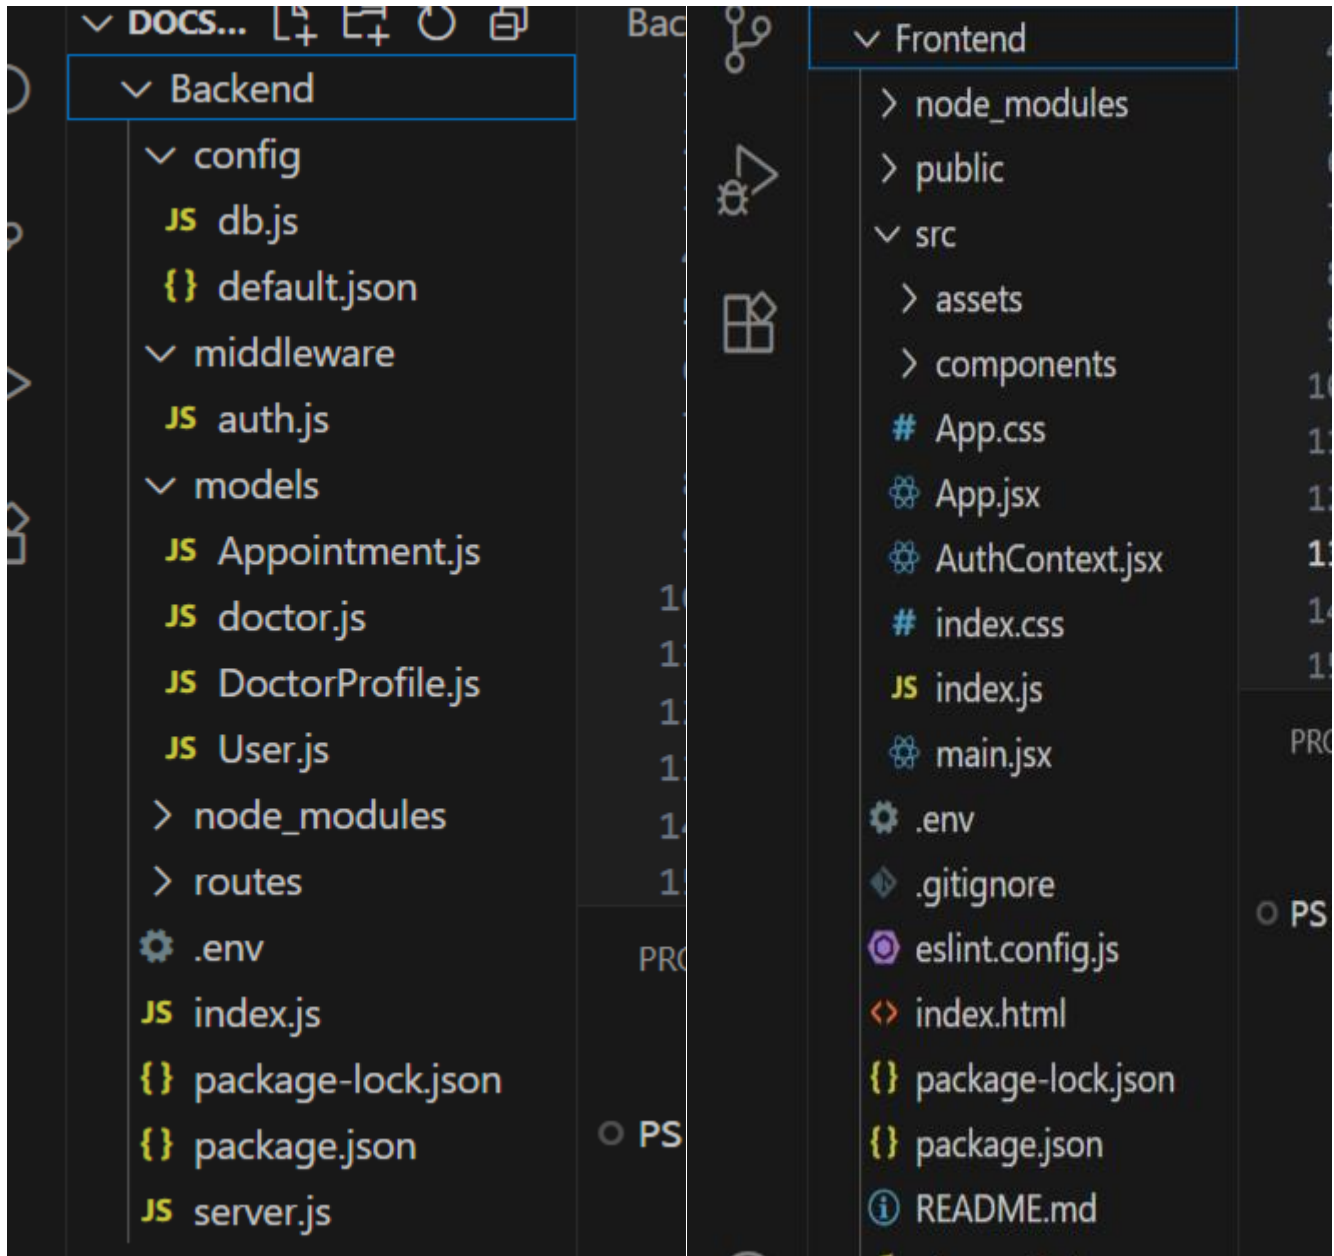 DOCS...
Backend
config
JS db.js
{} default.json
middleware
JS auth.js
models
JS Appointment.js
JS doctor.js
JS DoctorProfile.js
JS User.js
node_modules
routes
.env
JS index.js
{} package-lock.json
{} package.json
JS server.js
Bac
PS
Frontend
node_modules
public
src
assets
components
# App.css
App.jsx
AuthContext.jsx
# index.css
JS index.js
main.jsx
.env
.gitignore
eslint.config.js
<> index.html
{} package-lock.json
{} package.json
README.md
14
PS